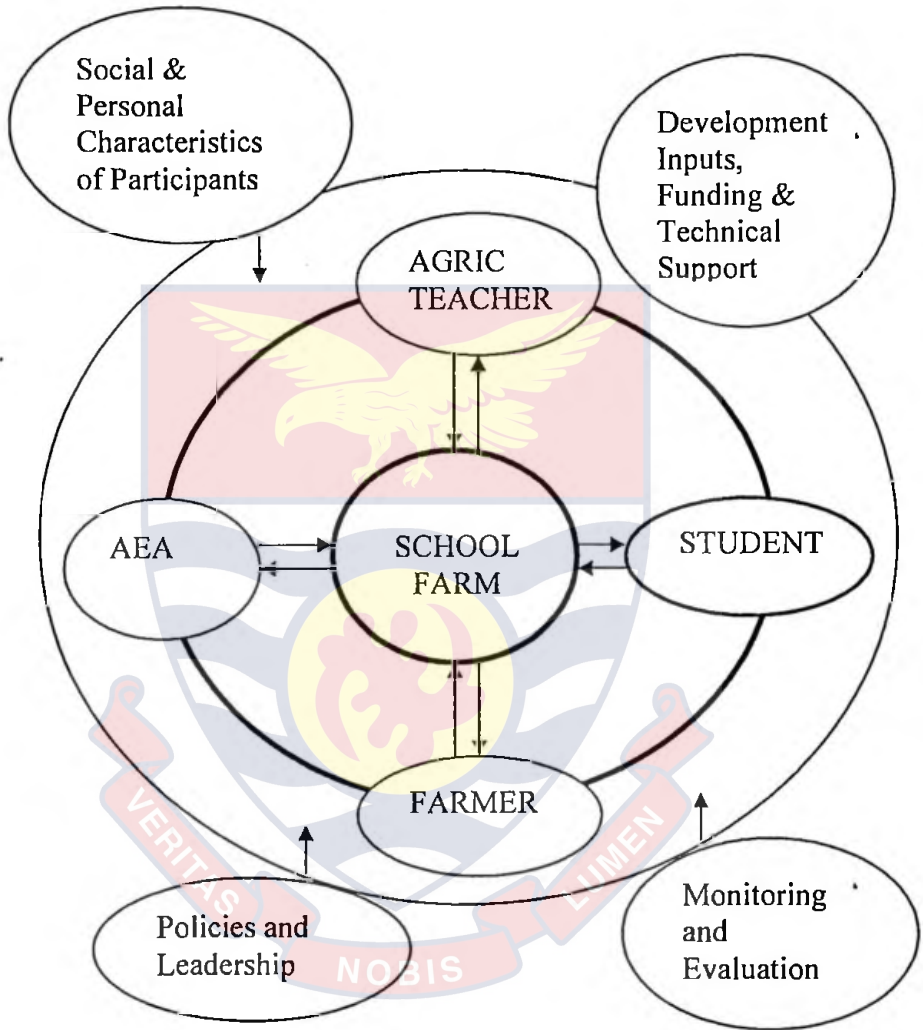 Social &
Personal
Characteristics
of Participants
Development
Inputs,
Funding &
Technical
Support
AGRIC
TEACHER
AEA
SCHOOL
FARM
STUDENT
FARMER
Policies and
Leadership
Monitoring
and
Evaluation
VERITAS
NOBIS
LUMEN